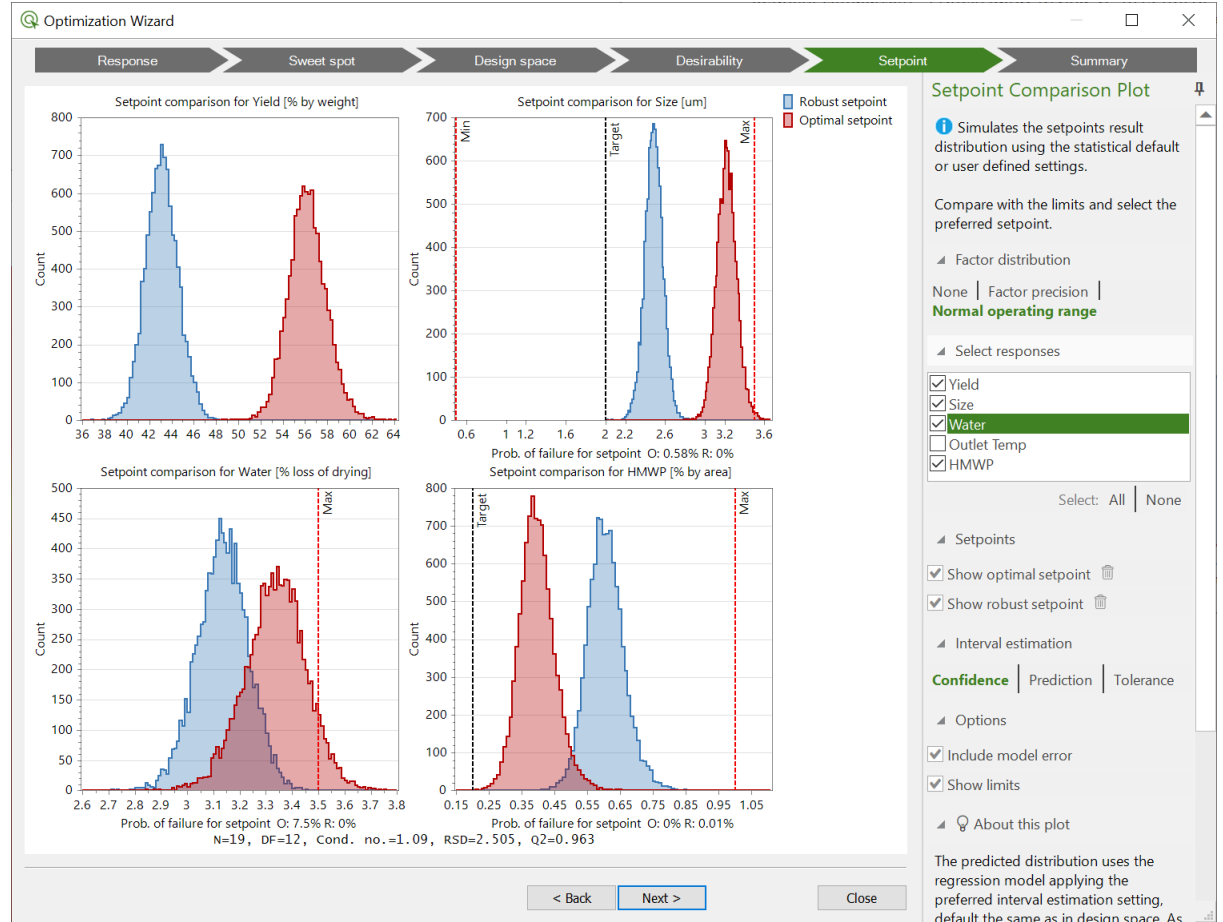 Optimization Wizard
Response
Sweet spot
Design space
Desirability
Setpoint
Summary
Setpoint comparison for Yield [% by weight]
800
700
600
500
400
300
200
100
0
Count
36 38 40 42 44 46 48 50 52 54 56 58 60 62 64
Setpoint comparison for Size [um]
700
600
500
400
300
200
100
0
Count
Min
Target
Max
0.6 1 1.2 1.6 2 2.2 2.6 3 3.2 3.6
Prob. of failure for setpoint O: 0.58% R: 0%
Robust setpoint
Optimal setpoint
Setpoint comparison for Water [% loss of drying]
500
450
400
350
300
250
200
150
100
50
0
Count
Max
2.6 2.7 2.8 2.9 3 3.1 3.2 3.3 3.4 3.5 3.6 3.7 3.8
Prob. of failure for setpoint O: 7.5% R: 0%
Setpoint comparison for HMWP [% by area]
800
700
600
500
400
300
200
100
0
Count
Target
Max
0.15 0.25 0.35 0.45 0.55 0.65 0.75 0.85 0.95 1.05
Prob. of failure for setpoint O: 0% R: 0.01%
N=19, DF=12, Cond. no.=1.09, RSD=2.505, Q2=0.963
< Back
Next >
Close
Setpoint Comparison Plot
Simulates the setpoints result
distribution using the statistical default
or user defined settings.
Compare with the limits and select the
preferred setpoint.
Factor distribution
None | Factor precision |
Normal operating range
Select responses
Yield
Size
Water
Outlet Temp
HMWP
Select: All | None
Setpoints
Show optimal setpoint
Show robust setpoint
Interval estimation
Confidence | Prediction | Tolerance
Options
Include model error
Show limits
About this plot
The predicted distribution uses the
regression model applying the
preferred interval estimation setting,
default the same as in design space. As